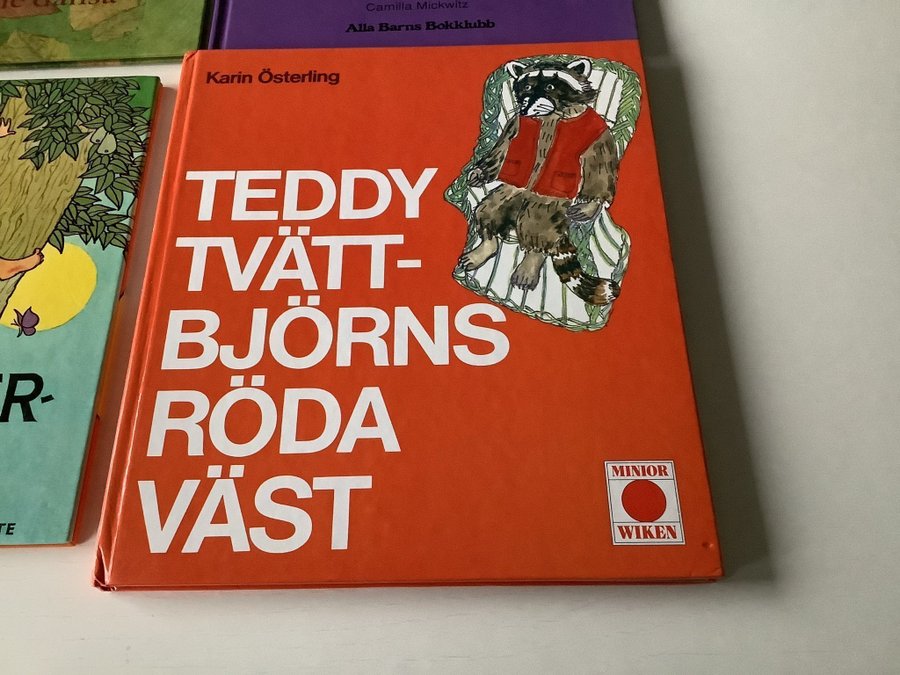 Camilla Mickwitz
Alla Barns Bokklubb
Karin Österling
TEDDY
TVÄTT-
BJÖRNS
RÖDA
VÄST
MINIOR
WIKEN